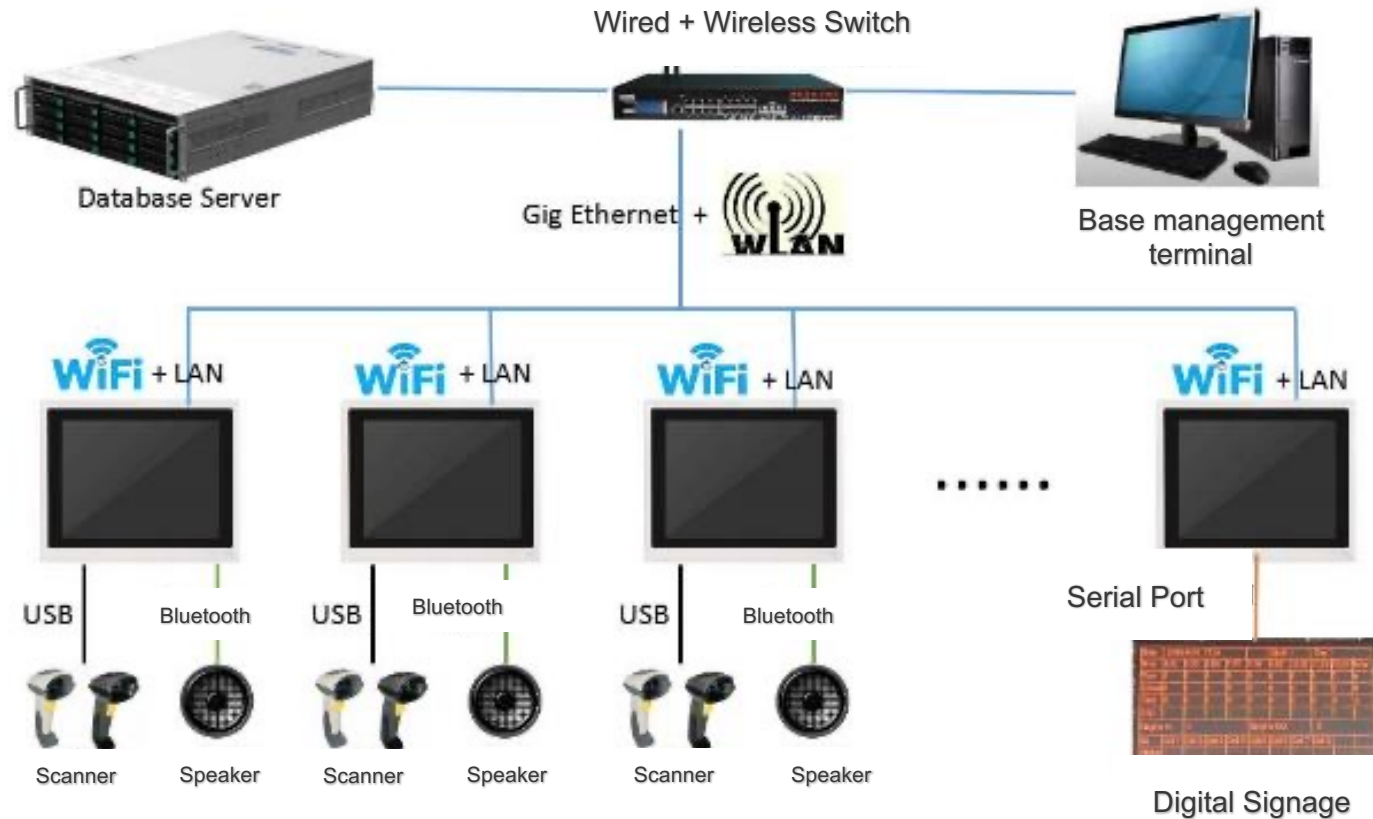 Wired + Wireless Switch
Database Server
Gig Ethernet +
WLAN
Base management
terminal
WiFi + LAN
WiFi + LAN
WiFi + LAN
WiFi + LAN
......
USB
Bluetooth
USB
Bluetooth
USB
Bluetooth
Serial Port
Scanner
Speaker
Scanner
Speaker
Scanner
Speaker
Digital Signage